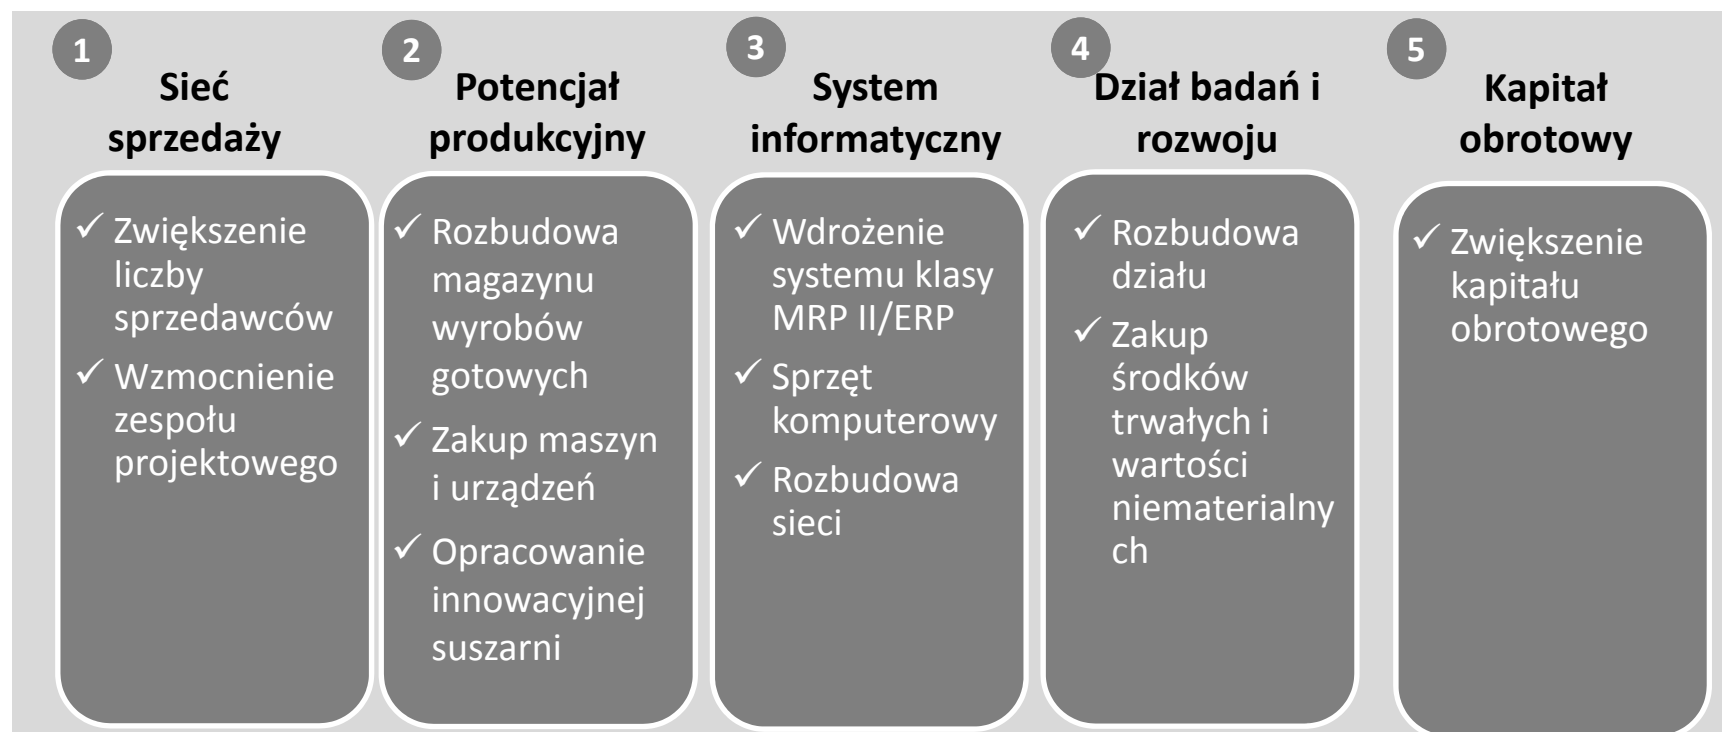 1
Sieć
sprzedaży
✓ Zwiększenie
liczby
sprzedawców
✓ Wzmocnienie
zespołu
projektowego
2
Potencjał
produkcyjny
✓ Rozbudowa
magazynu
wyrobów
gotowych
✓ Zakup maszyn
i urządzeń
✓ Opracowanie
innowacyjnej
suszarni
3
System
informatyczny
✓ Wdrożenie
systemu klasy
MRP II/ERP
✓ Sprzęt
komputerowy
✓ Rozbudowa
sieci
4
Dział badań i
rozwoju
✓ Rozbudowa
działu
✓ Zakup
środków
trwałych i
wartości
niematerialny
ch
5
Kapitał
obrotowy
✓ Zwiększenie
kapitału
obrotowego